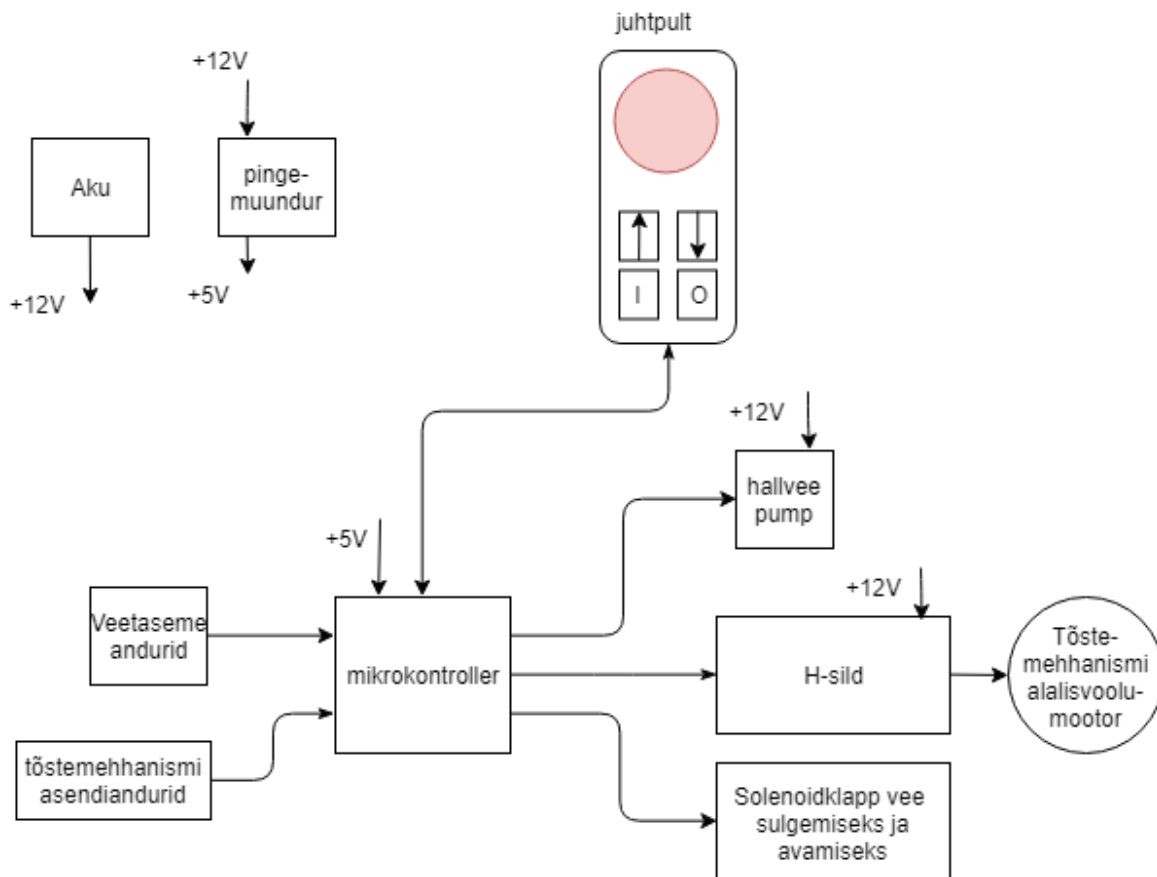 juhtpult
+12V
Aku
pinge-
muundur
+12V
+5V
I
O
+12V
hallvee
pump
+5V
+12V
Veetaseme
andurid
mikrokontroller
H-sild
Tõste-
mehhanismi
alalisvoolu-
mootor
tõstemehhanismi
asendiandurid
Solenoidklapp vee
sulgemiseks ja
avamiseks